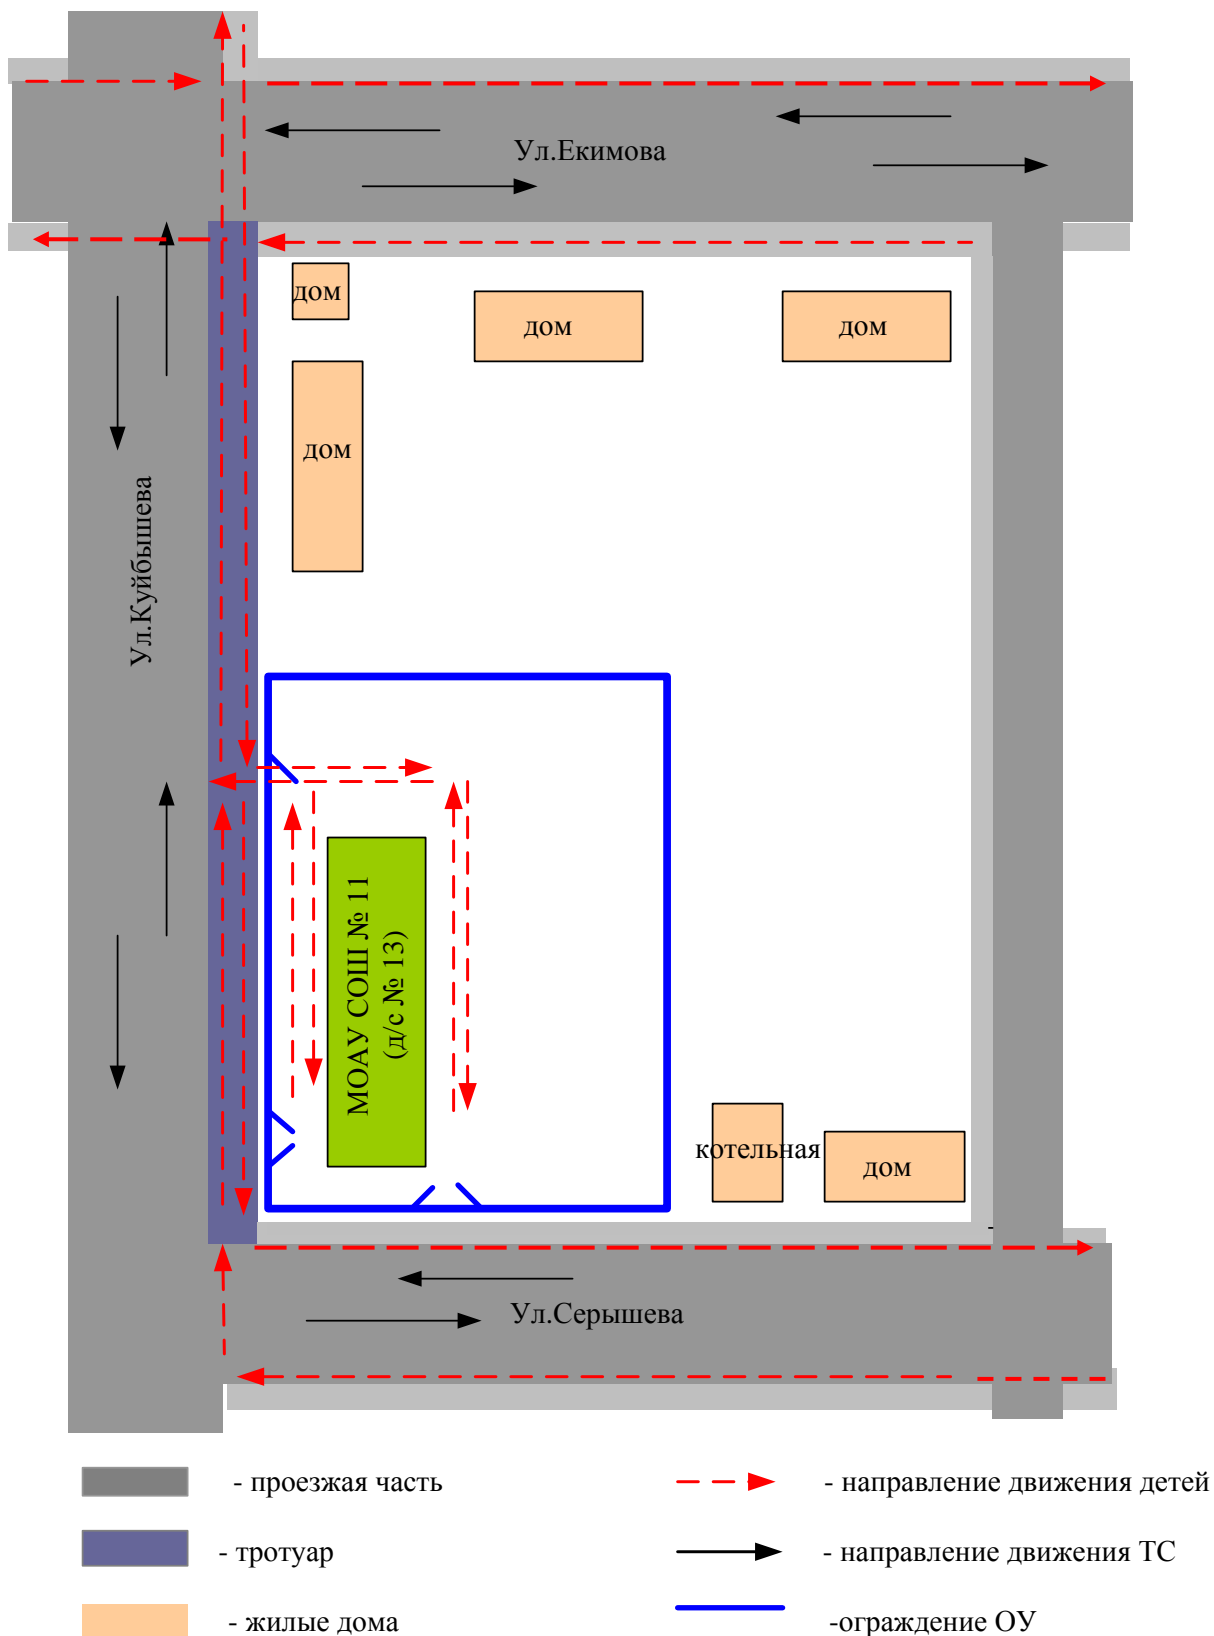 Ул.Екимова
дом
дом
дом
дом
Ул.Куйбышева
МОАУ СОШ № 11
(д/с № 13)
котельная
дом
Ул.Серышева
- проезжая часть
- направление движения детей
- тротуар
- направление движения ТС
- жилые дома
-ограждение ОУ